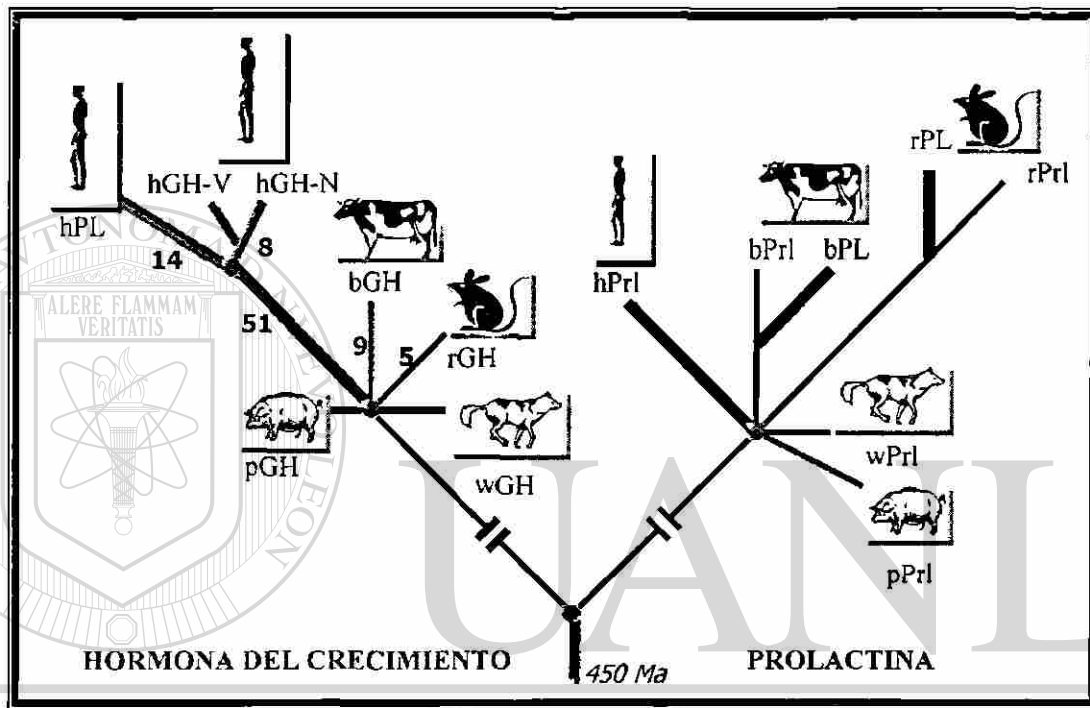 hGH-V hGH-N
hPL
14
8
51
bGH
9
5
rGH
pGH
wGH
hPrl
bPrl
bPL
rPL
rPrl
wPrl
pPrl
HORMONA DEL CRECIMIENTO
PROLACTINA
450 Ma
ALERE FLAMMAM
VERITATIS
UANL